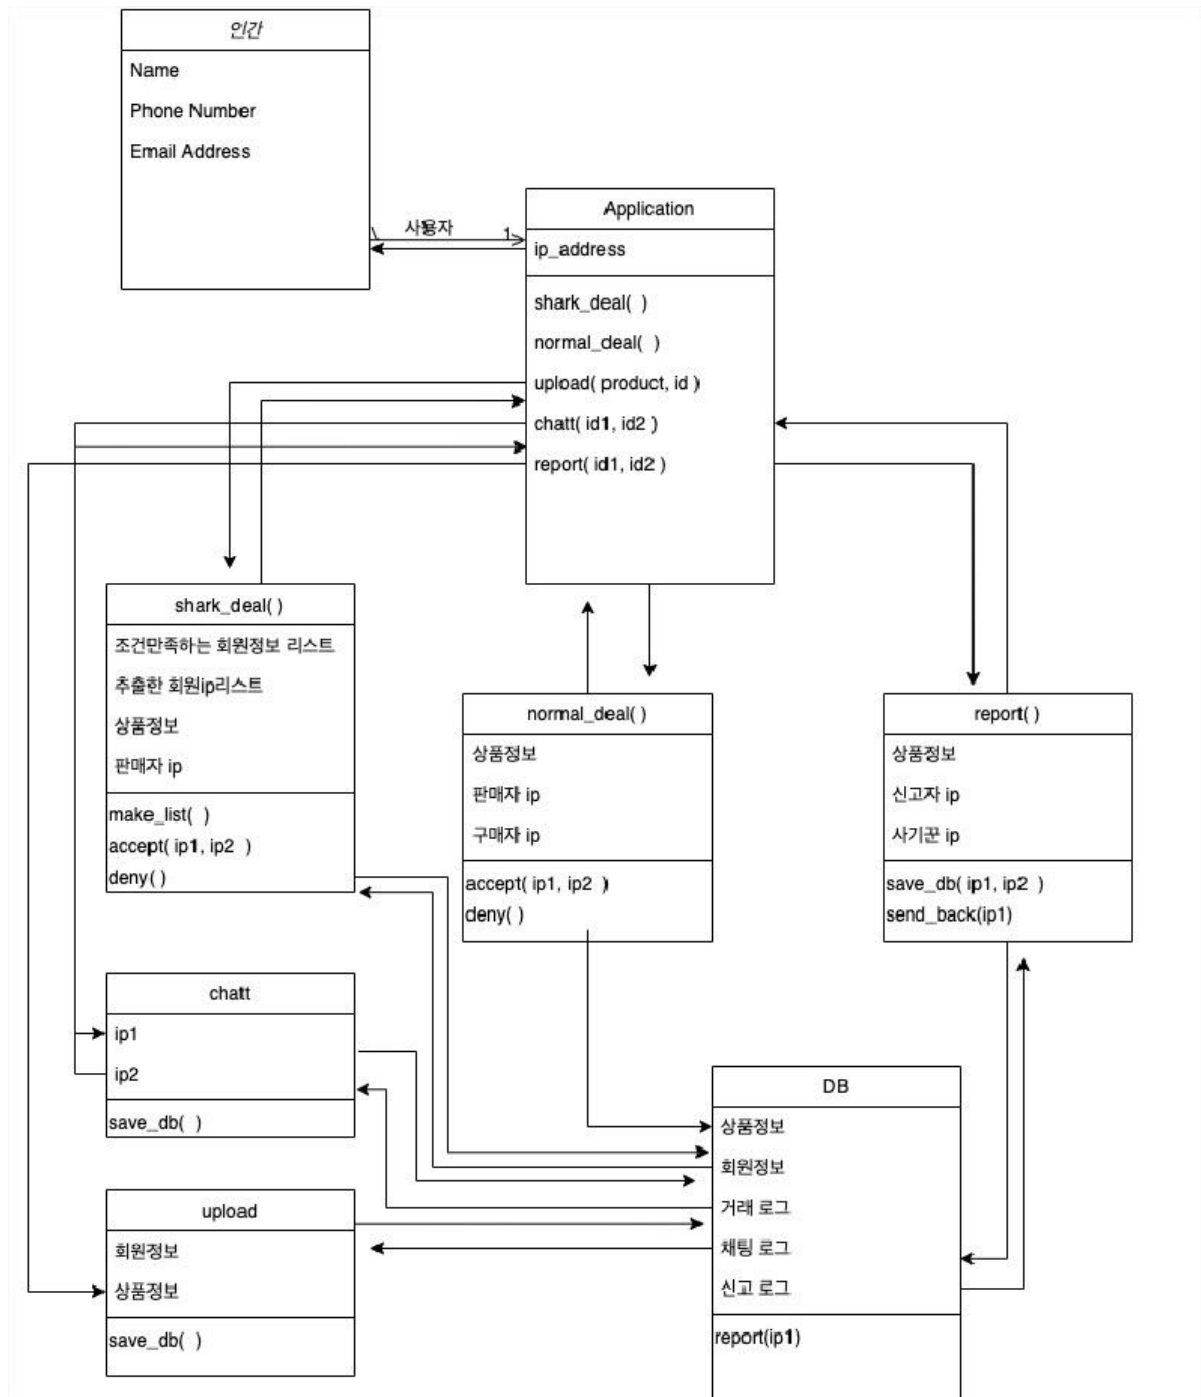 인간
Name
Phone Number
Email Address
사용자
1
Application
ip_address
shark_deal( )
normal_deal( )
upload( product, id )
chatt( id1, id2 )
report( id1, id2 )
shark_deal( )
조건만족하는 회원정보 리스트
추출한 회원ip리스트
상품정보
판매자 ip
make_list( )
accept( ip1, ip2 )
deny( )
normal_deal( )
상품정보
판매자 ip
구매자 ip
accept( ip1, ip2 )
deny( )
report( )
상품정보
신고자 ip
사기꾼 ip
save_db( ip1, ip2 )
send_back(ip1)
chatt
ip1
ip2
save_db( )
upload
회원정보
상품정보
save_db( )
DB
상품정보
회원정보
거래 로그
채팅 로그
신고 로그
report(ip1)